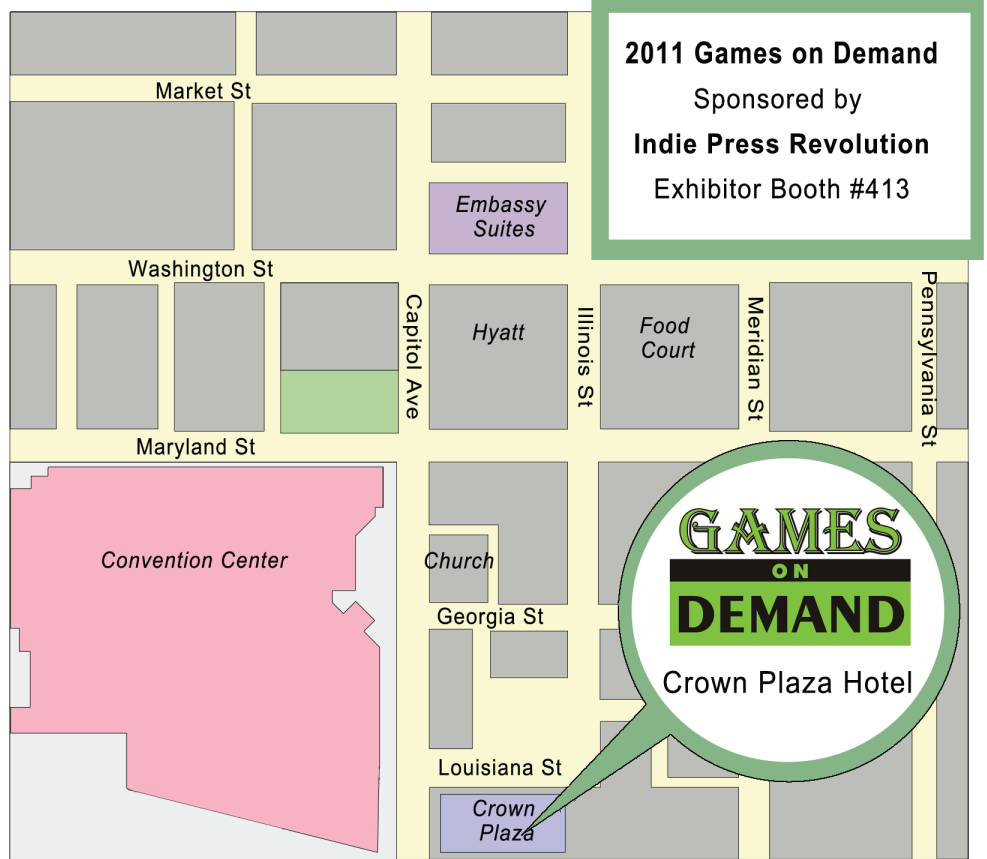 2011 Games on Demand
Sponsored by
Indie Press Revolution
Exhibitor Booth #413
Market St
Embassy
Suites
Washington St
Capitol Ave
Hyatt
Illinois St
Food
Court
Meridian St
Pennsylvania St
Maryland St
Convention Center
Church
Georgia St
GAMES
ON
DEMAND
Crown Plaza Hotel
Louisiana St
Crown
Plaza